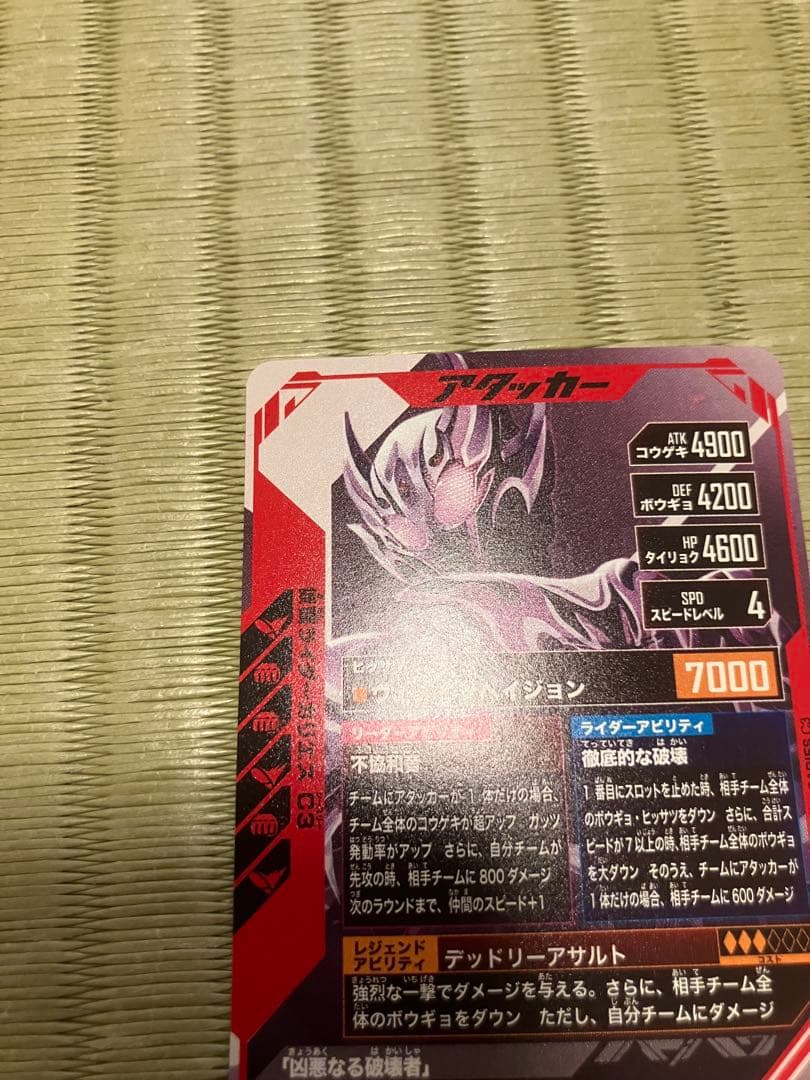 アタッカー
ATK
コウゲキ 4900
DEF
ボウギョ 4200
HP
タイリョク 4600
SPD
スピードレベル 4
イジョン
7000
リーダーアビリティ
不協和音
チームにアタッカーが1体だけの場合、
チーム全体のコウゲキが超アップ ガッツ
発動率がアップ さらに、自分チームが
先攻の時、相手チームに800ダメージ
次のラウンドまで、仲間のスピード+1
ライダーアビリティ
徹底的な破壊
1番目にスロットを止めた時、相手チーム全体
のボウギョ・ヒッサツをダウン さらに、合計ス
ピードが7以上の時、相手チーム全体のボウギョ
を大ダウン そのうえ、チームにアタッカーが
1体だけの場合、相手チームに600ダメージ
レジェンド
アビリティ
デッドリーアサルト
コスト
強烈な一撃でダメージを与える。さらに、相手チーム全
体のボウギョをダウン ただし、自分チームにダメージ
「凶悪なる破壊者」
C3